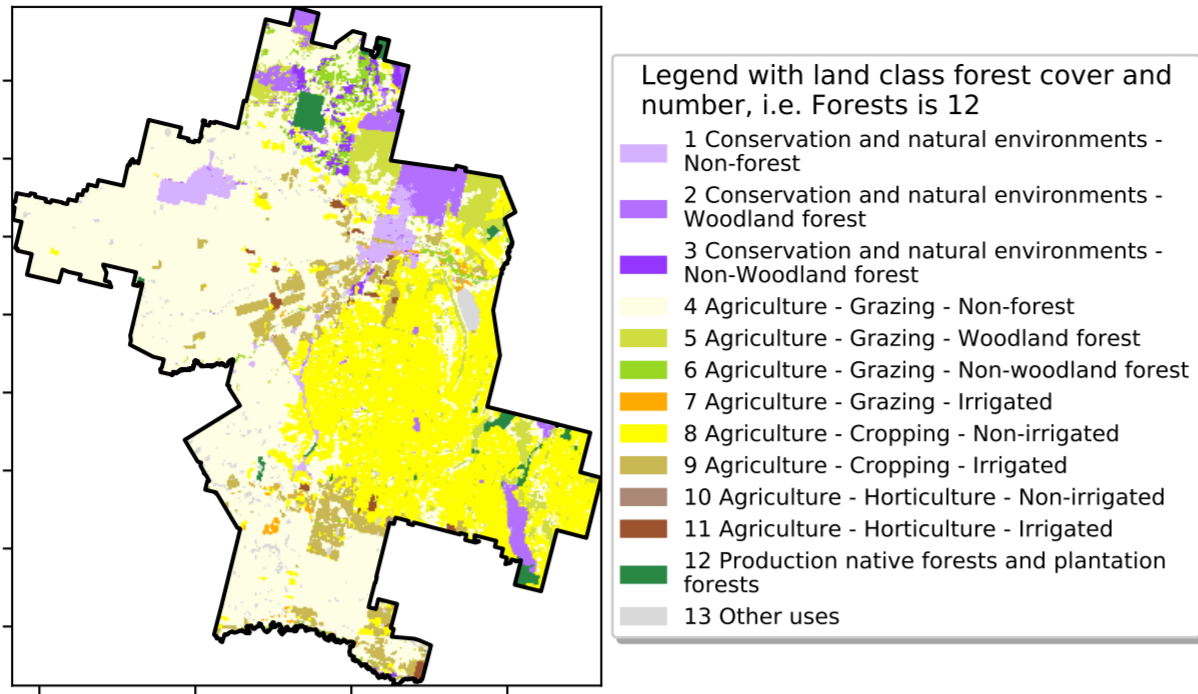 Legend with land class forest cover and
number, i.e. Forests is 12
1 Conservation and natural environments -
Non-forest
2 Conservation and natural environments -
Woodland forest
3 Conservation and natural environments -
Non-Woodland forest
4 Agriculture - Grazing - Non-forest
5 Agriculture - Grazing - Woodland forest
6 Agriculture - Grazing - Non-woodland forest
7 Agriculture - Grazing - Irrigated
8 Agriculture - Cropping - Non-irrigated
9 Agriculture - Cropping - Irrigated
10 Agriculture - Horticulture - Non-irrigated
11 Agriculture - Horticulture - Irrigated
12 Production native forests and plantation
forests
13 Other uses